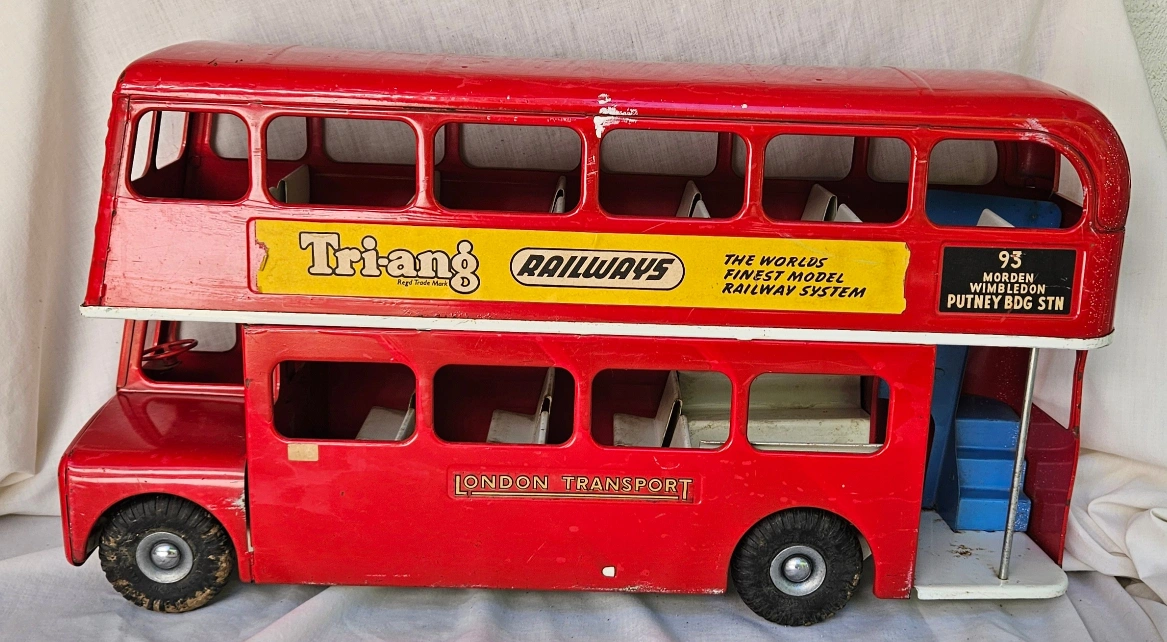 Tri-ang
Regd Trade Mark
RAILWAYS
THE WORLDS
FINEST MODEL
RAILWAY SYSTEM
93
MORDEN
WIMBLEDON
PUTNEY BDG STN
LONDON TRANSPORT